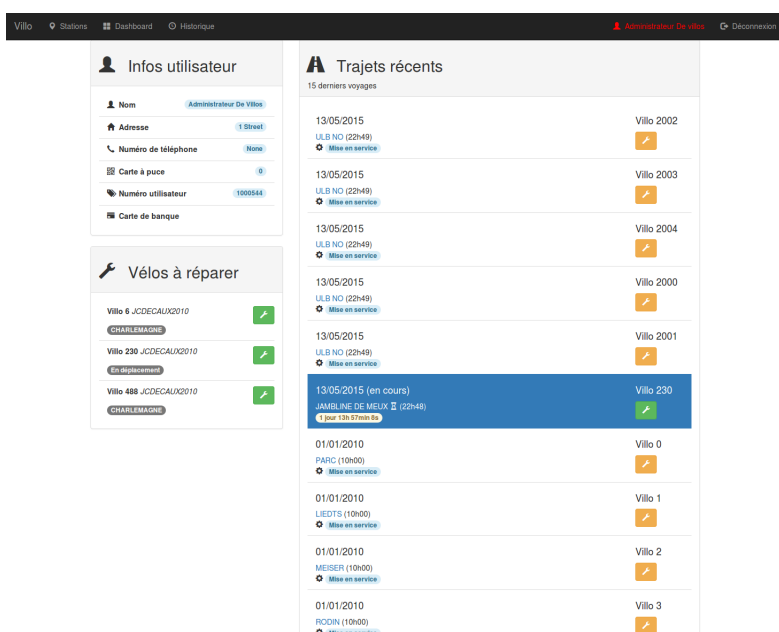 Villo Stations Dashboard Historique Administrateur De villos Déconnexion
Infos utilisateur
Nom Administrateur De Villos
Adresse 1 Street
Numéro de téléphone None
Carte à puce 0
Numéro utilisateur 1000544
Carte de banque
Vélos à réparer
Villo 6 JCDECAUX2010
CHARLEMAGNE
Villo 230 JCDECAUX2010
En déplacement
Villo 488 JCDECAUX2010
CHARLEMAGNE
Trajets récents
15 derniers voyages
13/05/2015 Villo 2002
ULB NO (22h49)
Mise en service
13/05/2015 Villo 2003
ULB NO (22h49)
Mise en service
13/05/2015 Villo 2004
ULB NO (22h49)
Mise en service
13/05/2015 Villo 2000
ULB NO (22h49)
Mise en service
13/05/2015 Villo 2001
ULB NO (22h49)
Mise en service
13/05/2015 (en cours) Villo 230
JAMBLINE DE MEUX (22h48)
1 jour 13h 57min 8s
01/01/2010 Villo 0
PARC (10h00)
Mise en service
01/01/2010 Villo 1
LIEDTS (10h00)
Mise en service
01/01/2010 Villo 2
MEISER (10h00)
Mise en service
01/01/2010 Villo 3
RODIN (10h00)
Mise en service